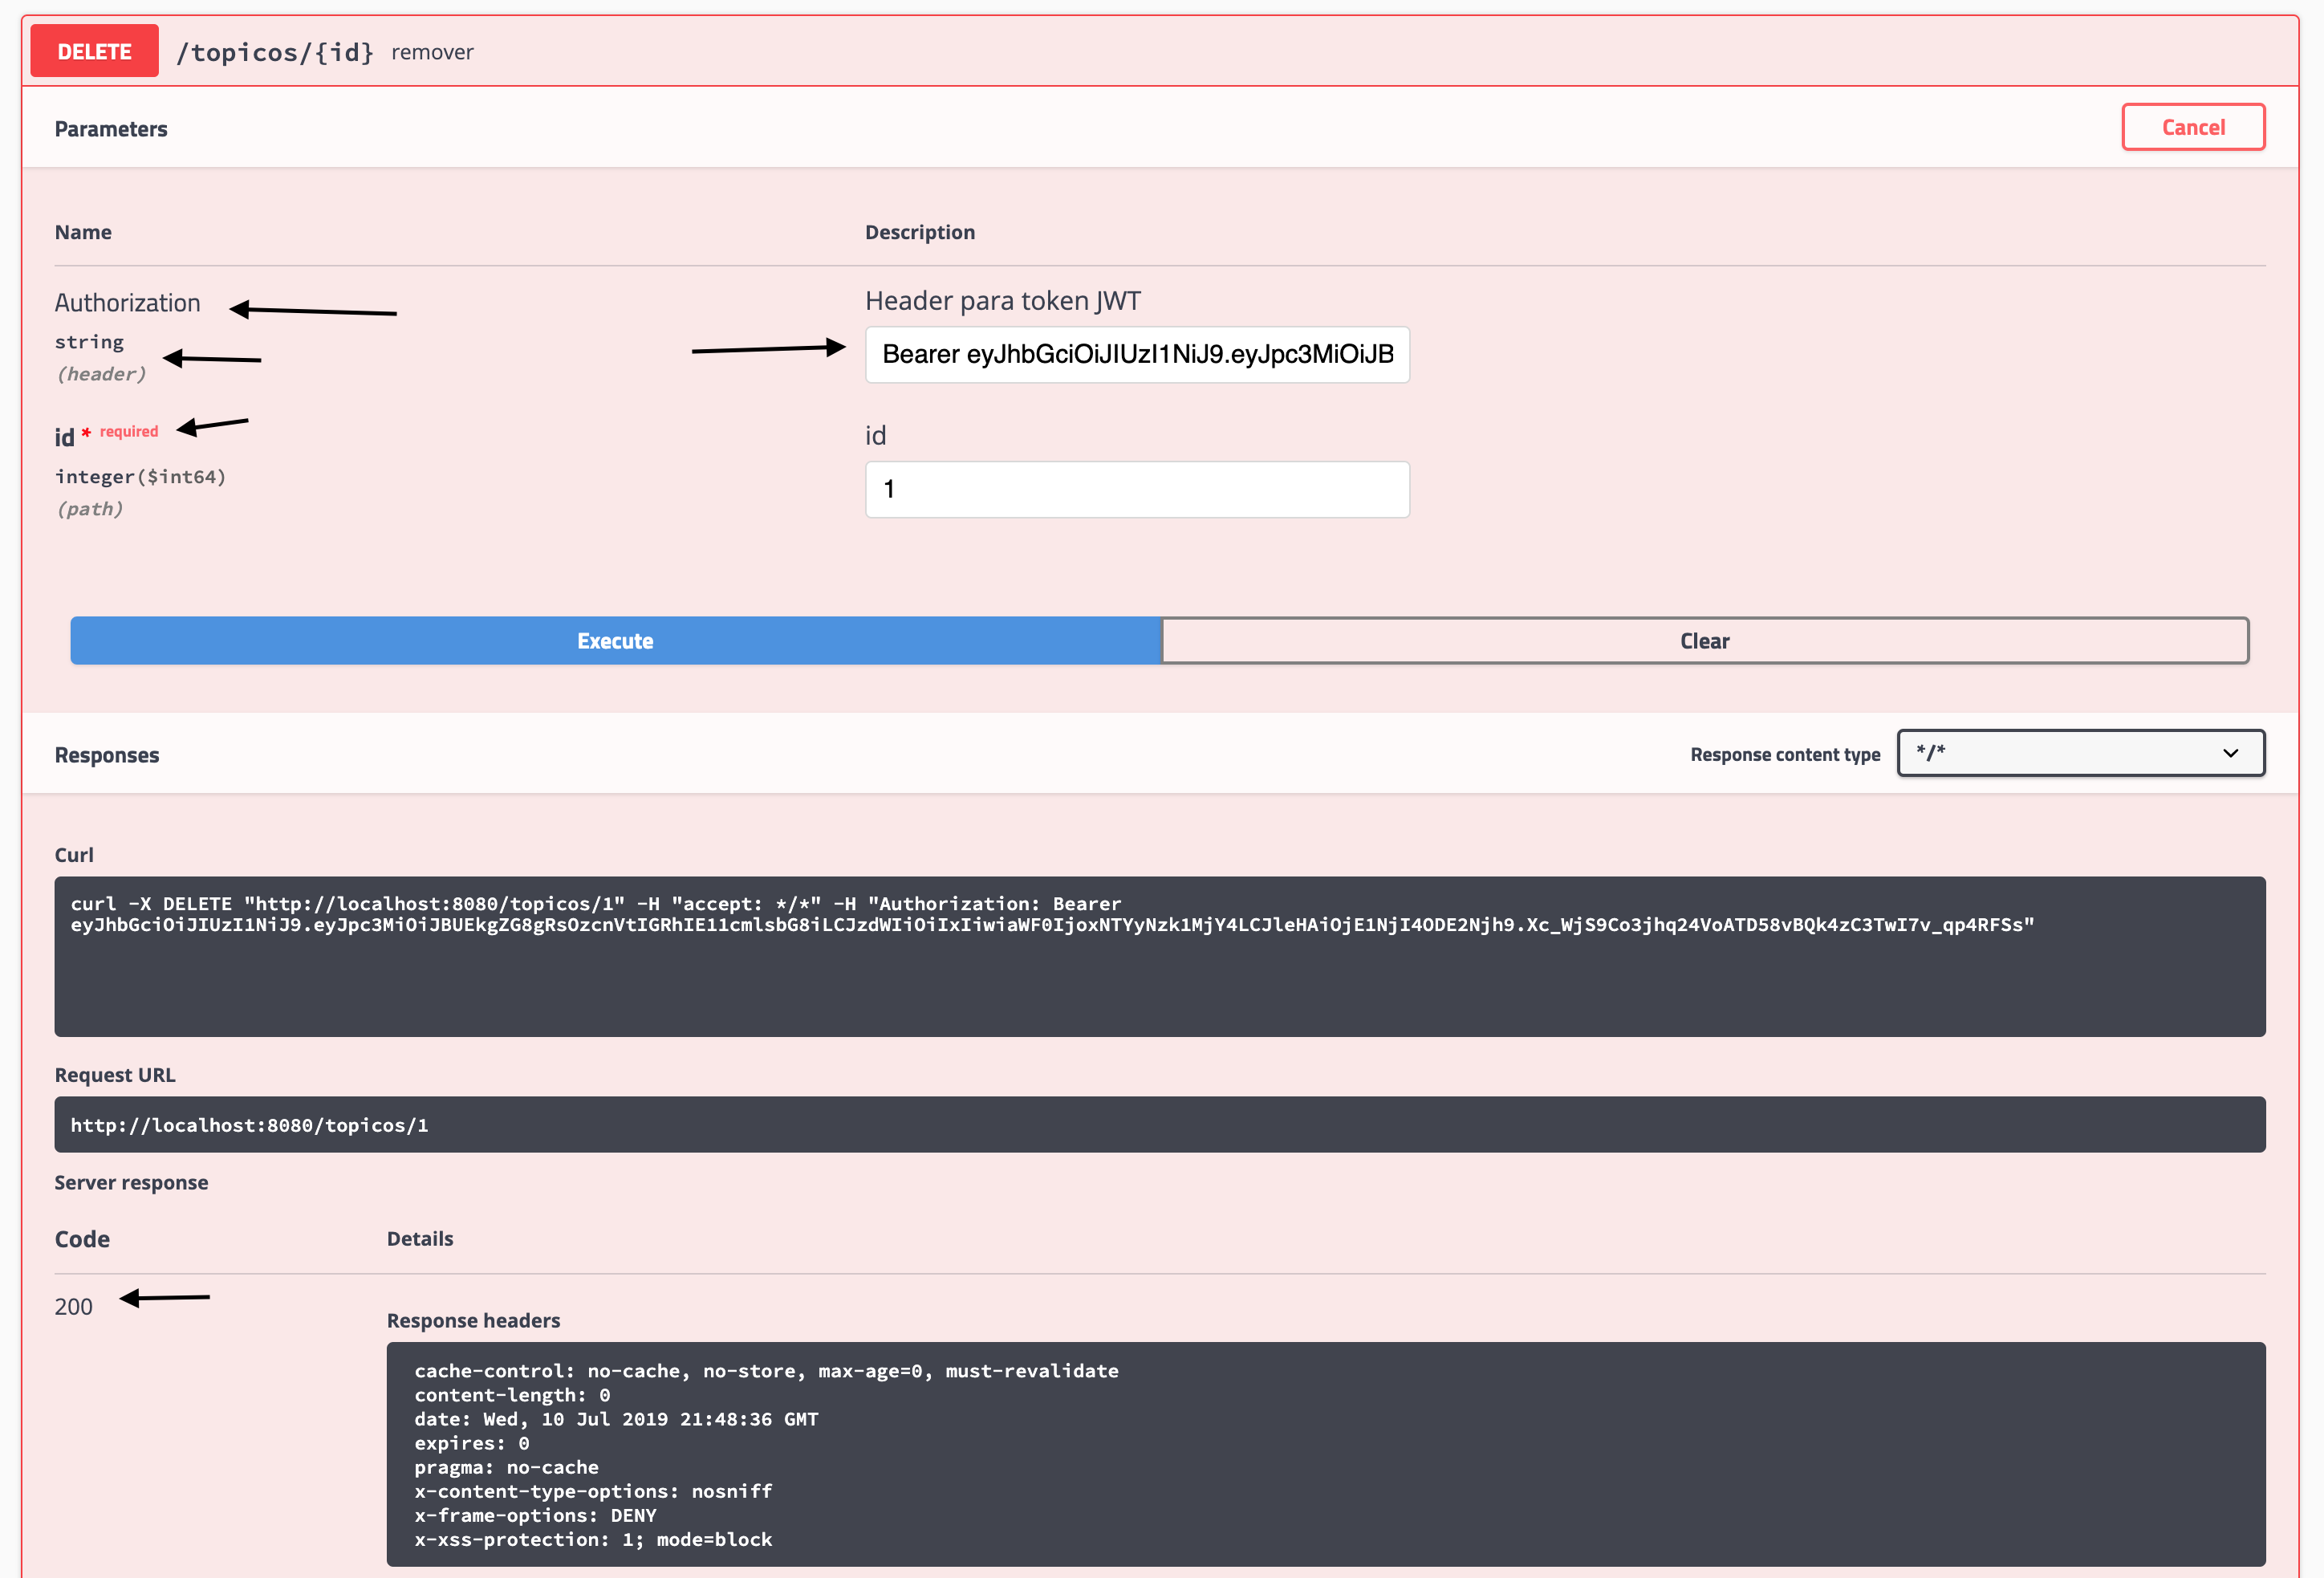 DELETE /topicos/{id} remover
Parameters
Cancel
Name Description
Authorization
string
(header)
Header para token JWT
Bearer eyJhbGciOiJIUzI1NiJ9.eyJpc3MiOiJB
id * required
integer($int64)
(path)
id
1
Execute Clear
Responses
Response content type */*
Curl
curl -X DELETE "http://localhost:8080/topicos/1" -H "accept: */*" -H "Authorization: Bearer
eyJhbGciOiJIUzI1NiJ9.eyJpc3MiOiJBUEkgZG8gRsOzcnVtIGRhIE11cmlsbG8iLCJzdWIiOiIxIiwiaWF0IjoxNTYyNzk1MjY4LCJleHAiOjE1NjI4ODE2Njh9.Xc_WjS9Co3jhq24VoATD58vBQk4zC3TwI7v_qp4RFSs"
Request URL
http://localhost:8080/topicos/1
Server response
Code Details
200
Response headers
cache-control: no-cache, no-store, max-age=0, must-revalidate
content-length: 0
date: Wed, 10 Jul 2019 21:48:36 GMT
expires: 0
pragma: no-cache
x-content-type-options: nosniff
x-frame-options: DENY
x-xss-protection: 1; mode=block